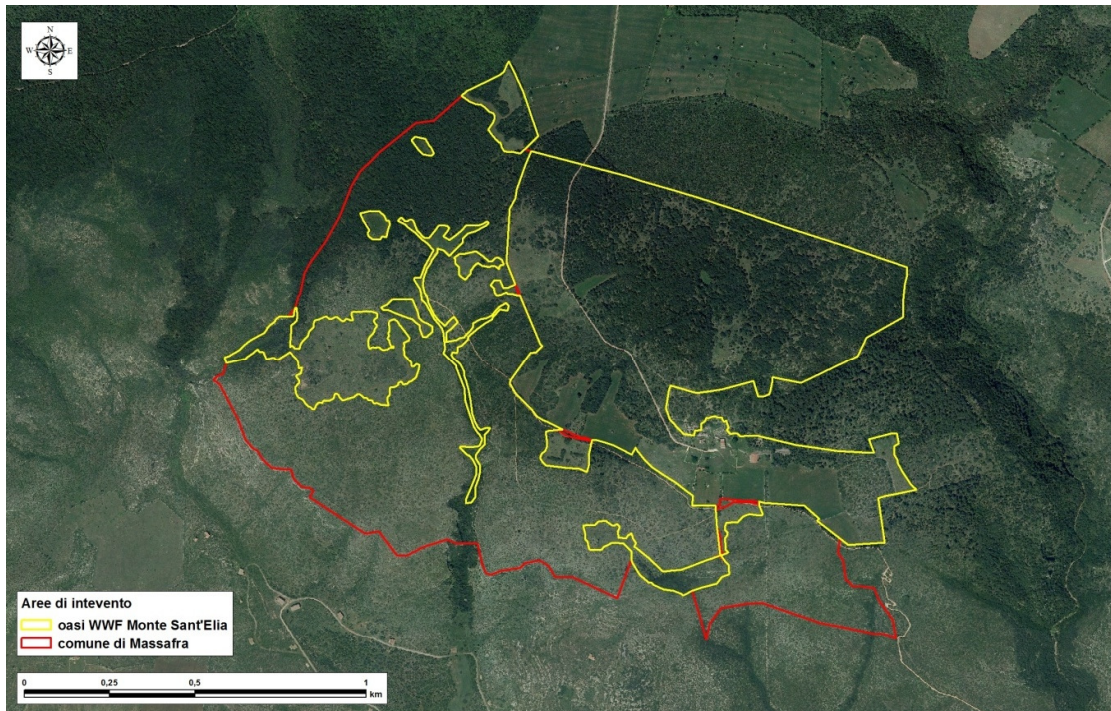 N
W E
S
Aree di intevento
oasi WWF Monte Sant'Elia
comune di Massafra
0 0,25 0,5 1
km